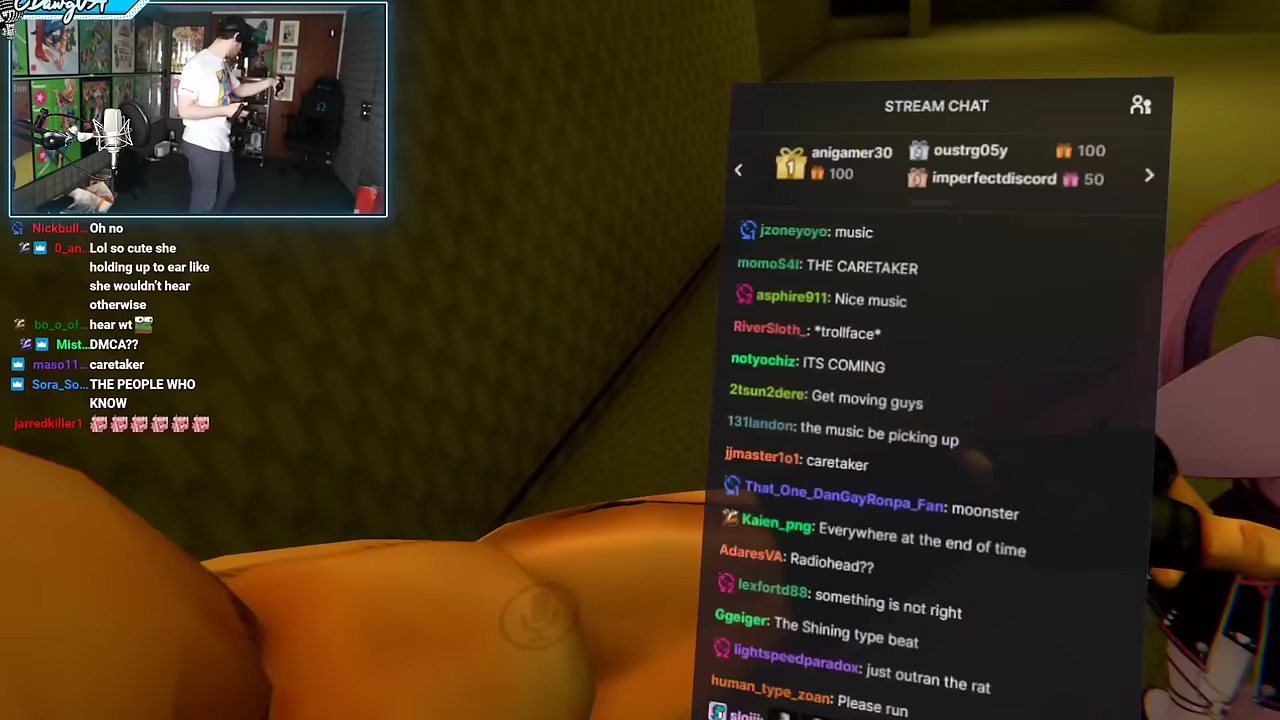 CDawgVA
Nickbull... Oh no
0_an... Lol so cute she
holding up to ear like
she wouldn't hear
otherwise
bo_o_of... hear wt
Mist... DMCA??
maso11... caretaker
Sora_So... THE PEOPLE WHO
KNOW
jarredkiller1
STREAM CHAT
1 anigamer30 100
oustrg05y 100
imperfectdiscord 50
jzoneyoyo: music
momoS4l: THE CARETAKER
asphire911: Nice music
RiverSloth_: *trollface*
notyochiz: ITS COMING
2tsun2dere: Get moving guys
131landon: the music be picking up
jjmaster1o1: caretaker
That_One_DanGayRonpa_Fan: moonster
Kaien_png: Everywhere at the end of time
AdaresVA: Radiohead??
lexfortd88: something is not right
Ggeiger: The Shining type beat
lightspeedparadox: just outran the rat
human_type_zoan: Please run